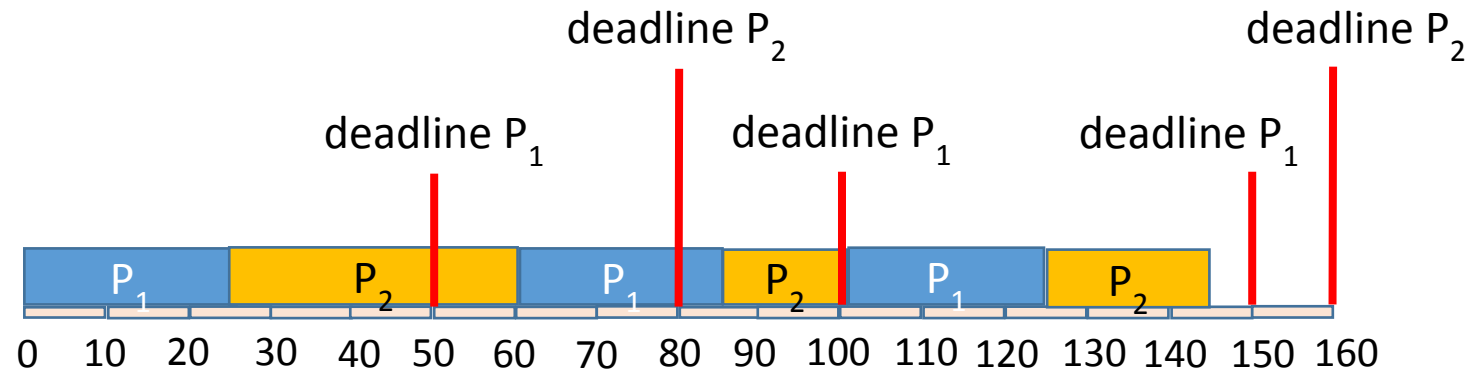 deadline P₂ deadline P₂
deadline P₁ deadline P₁ deadline P₁
P₁ P₂ P₁ P₂ P₁ P₂
0 10 20 30 40 50 60 70 80 90 100 110 120 130 140 150 160